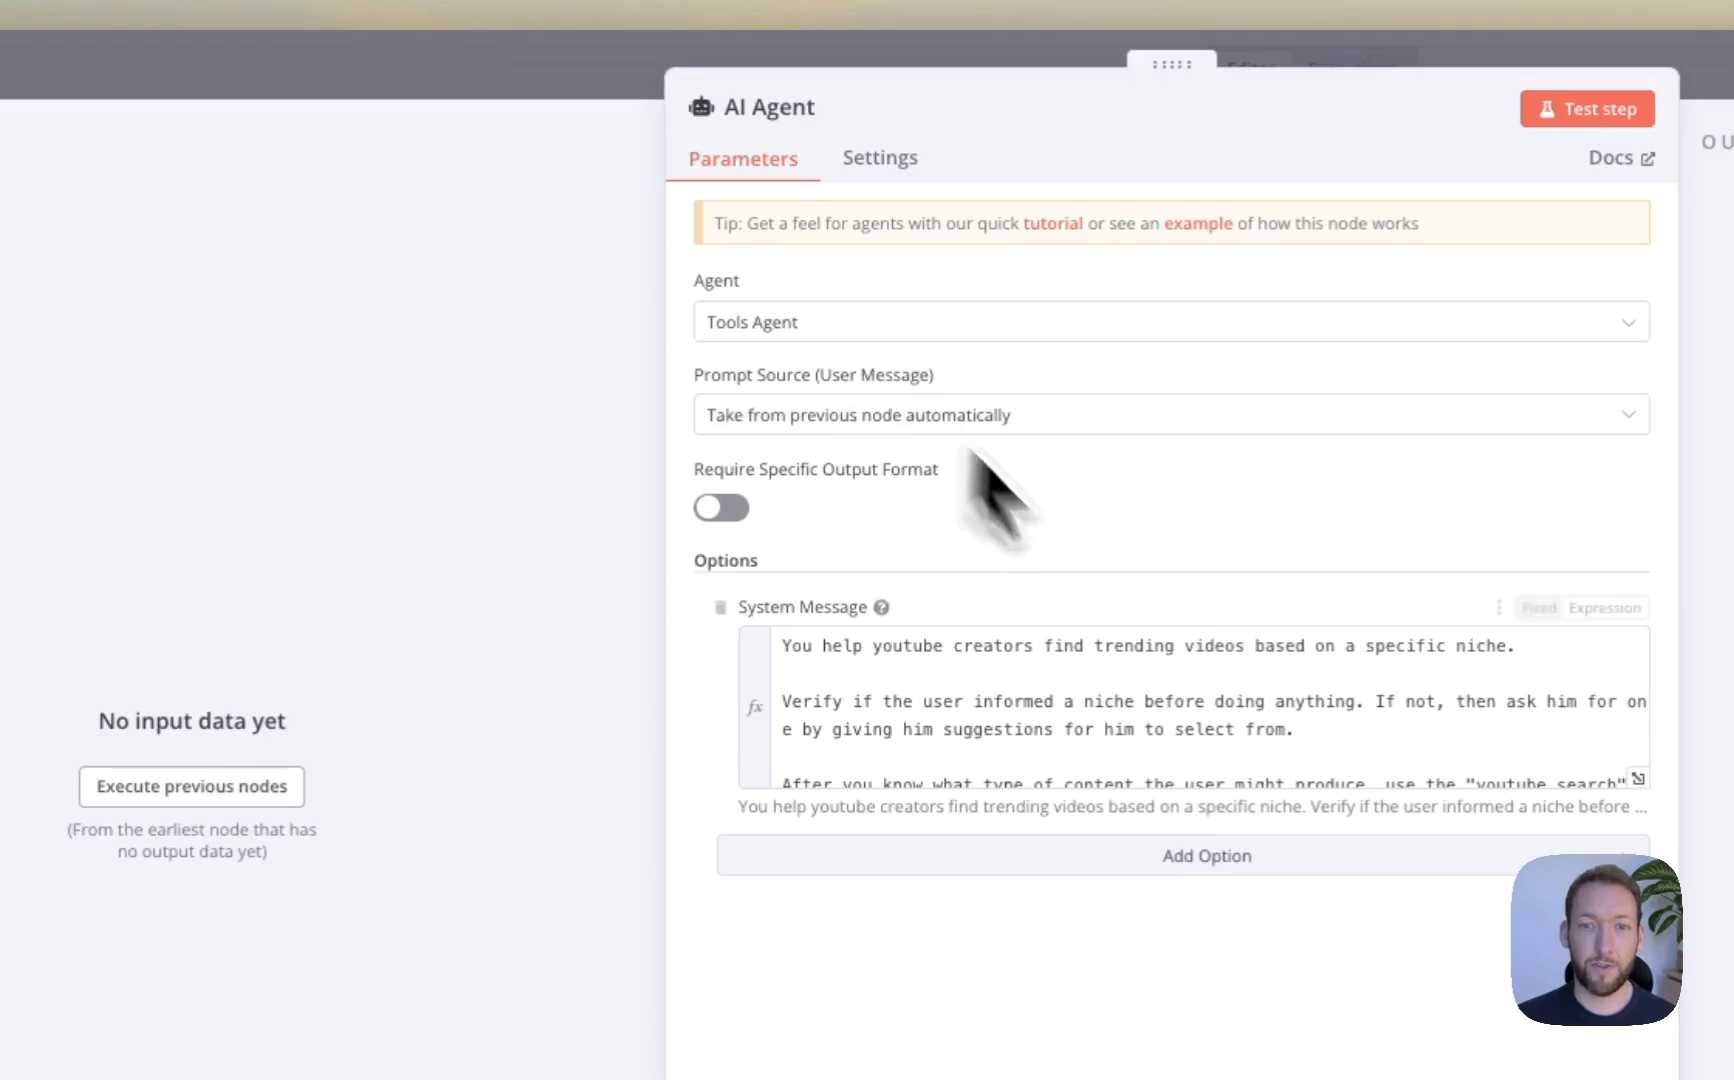 AI Agent
Test step
Parameters
Settings
Docs
Tip: Get a feel for agents with our quick tutorial or see an example of how this node works
Agent
Tools Agent
Prompt Source (User Message)
Take from previous node automatically
Require Specific Output Format
Options
System Message
Fixed
Expression
fx
You help youtube creators find trending videos based on a specific niche.
Verify if the user informed a niche before doing anything. If not, then ask him for on
e by giving him suggestions for him to select from.
After you know what type of content the user might produce, use the "youtube_search"
You help youtube creators find trending videos based on a specific niche. Verify if the user informed a niche before ...
Add Option
No input data yet
Execute previous nodes
(From the earliest node that has
no output data yet)